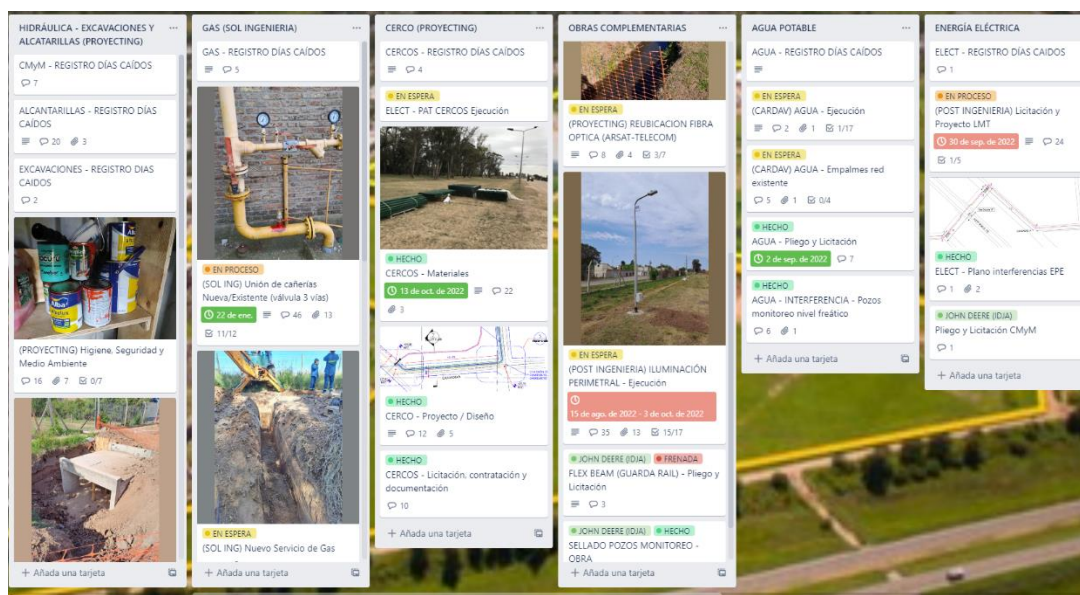 HIDRÁULICA - EXCAVACIONES Y
ALCATARILLAS (PROYECTING)
CMyM - REGISTRO DÍAS CAÍDOS
7
ALCANTARILLAS - REGISTRO DÍAS
CAÍDOS
20 3
EXCAVACIONES - REGISTRO DIAS
CAIDOS
2
(PROYECTING) Higiene, Seguridad y
Medio Ambiente
16 7 0/7
+ Añada una tarjeta
GAS (SOL INGENIERIA)
GAS - REGISTRO DÍAS CAÍDOS
5
EN PROCESO
(SOL ING) Unión de cañerías
Nueva/Existente (válvula 3 vías)
22 de ene. 46 13
11/12
EN ESPERA
(SOL ING) Nuevo Servicio de Gas
+ Añada una tarjeta
CERCO (PROYECTING)
CERCOS - REGISTRO DÍAS CAÍDOS
4
EN ESPERA
ELECT - PAT CERCOS Ejecución
HECHO
CERCOS - Materiales
13 de oct. de 2022 22
3
HECHO
CERCO - Proyecto / Diseño
12 5
HECHO
CERCOS - Licitación, contratación y
documentación
10
+ Añada una tarjeta
OBRAS COMPLEMENTARIAS
EN ESPERA
(PROYECTING) REUBICACION FIBRA
OPTICA (ARSAT-TELECOM)
8 4 3/7
EN ESPERA
(POST INGENIERIA) ILUMINACIÓN
PERIMETRAL - Ejecución
15 de ago. de 2022 - 3 de oct. de 2022
35 13 15/17
JOHN DEERE (IDJA) FRENADA
FLEX BEAM (GUARDA RAIL) - Pliego y
Licitación
3
JOHN DEERE (IDJA) HECHO
SELLADO POZOS MONITOREO -
OBRA
+ Añada una tarjeta
AGUA POTABLE
AGUA - REGISTRO DÍAS CAÍDOS
EN ESPERA
(CARDAV) AGUA - Ejecución
2 1 1/17
EN ESPERA
(CARDAV) AGUA - Empalmes red
existente
5 1 0/4
HECHO
AGUA - Pliego y Licitación
2 de sep. de 2022 7
HECHO
AGUA - INTERFERENCIA - Pozos
monitoreo nivel freático
6 1
+ Añada una tarjeta
ENERGÍA ELÉCTRICA
ELECT - REGISTRO DÍAS CAIDOS
1
EN PROCESO
(POST INGENIERIA) Licitación y
Proyecto LMT
30 de sep. de 2022 24
1/5
HECHO
ELECT - Plano interferencias EPE
1 2
JOHN DEERE (IDJA)
Pliego y Licitación CMyM
1
+ Añada una tarjeta